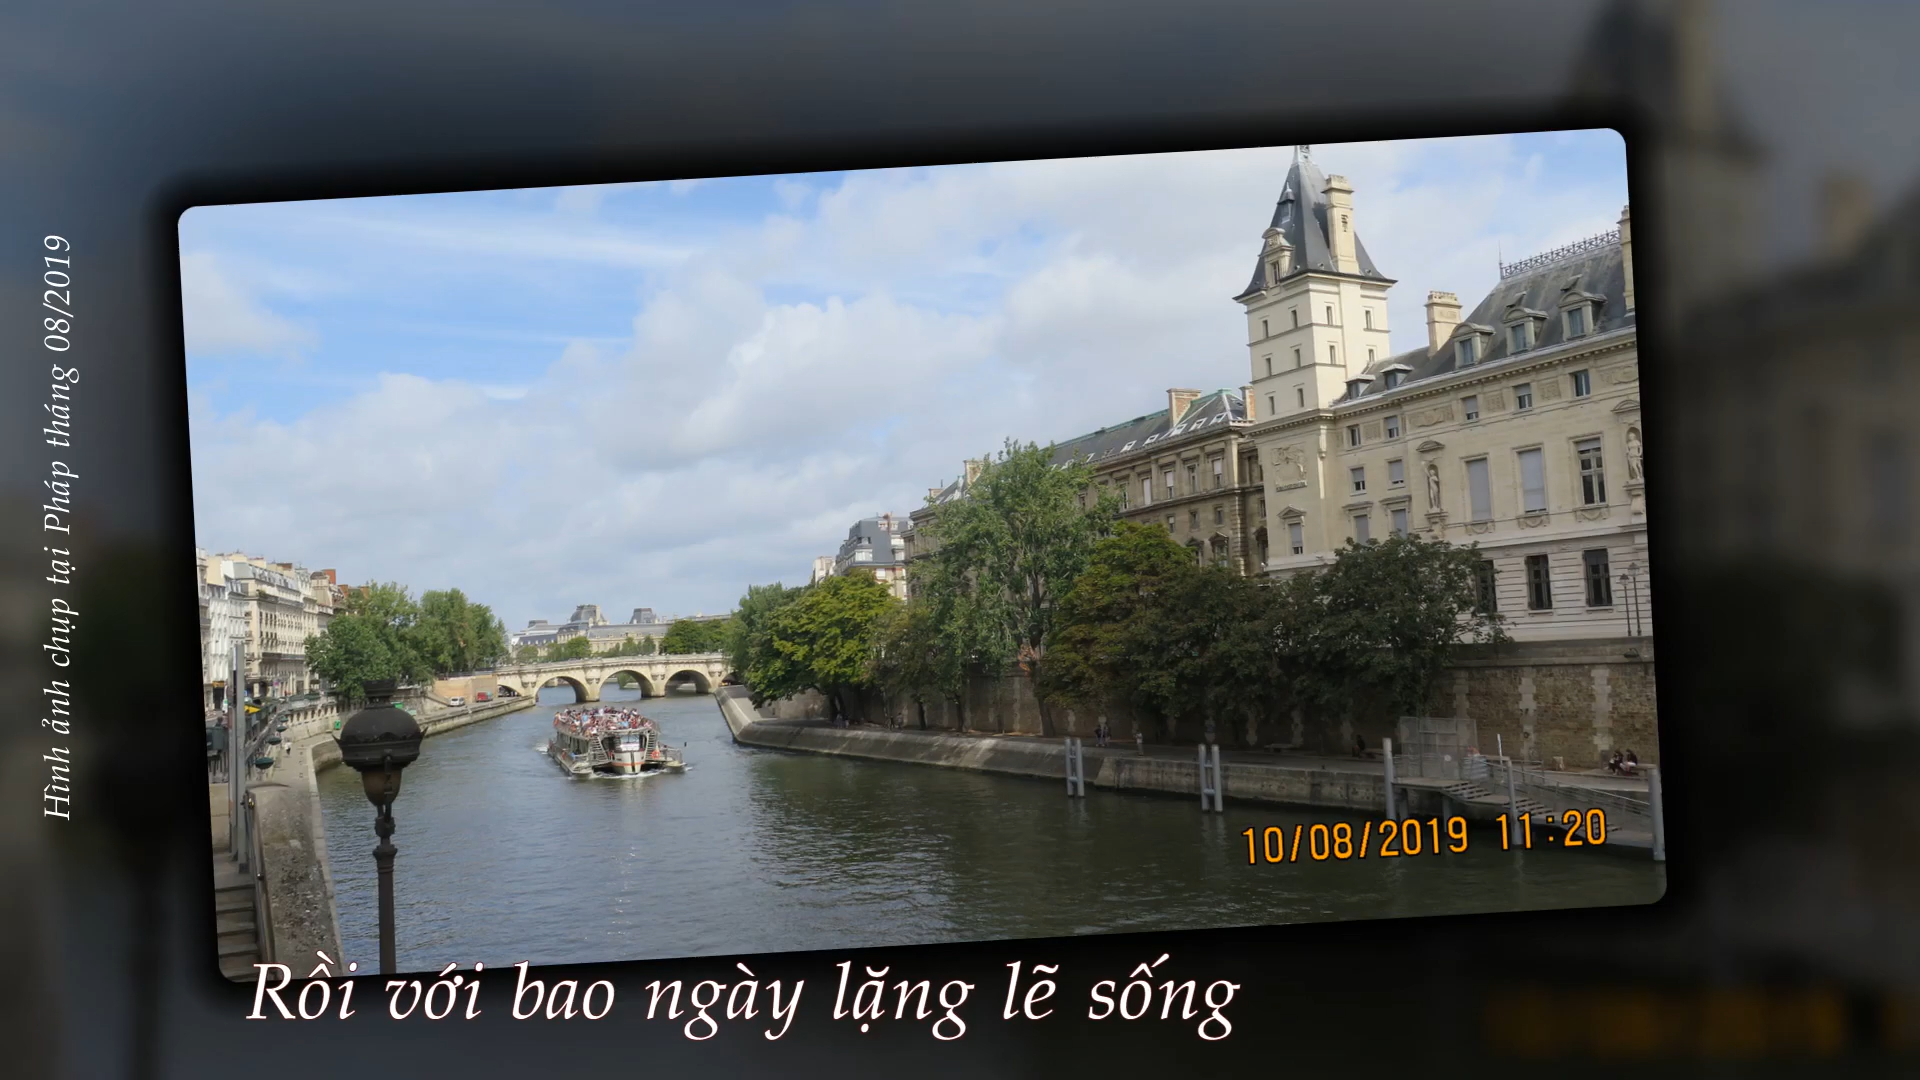 Hình ảnh chụp tại Pháp tháng 08/2019
10/08/2019 11:20
Rồi với bao ngày lặng lẽ sống